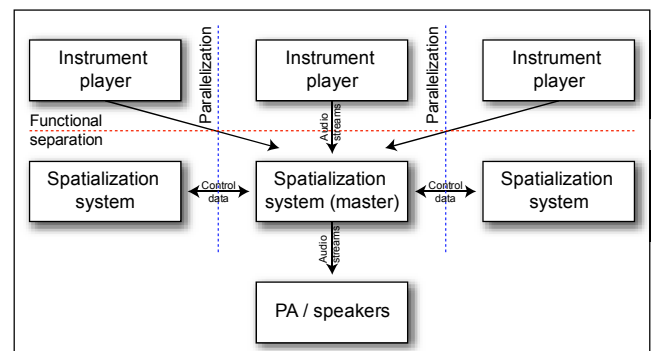 Instrument
player
Parallelization
Instrument
player
Parallelization
Instrument
player
Functional
separation
Audio
streams
Spatialization
system
Control
data
Spatialization
system (master)
Control
data
Spatialization
system
Audio
streams
PA / speakers